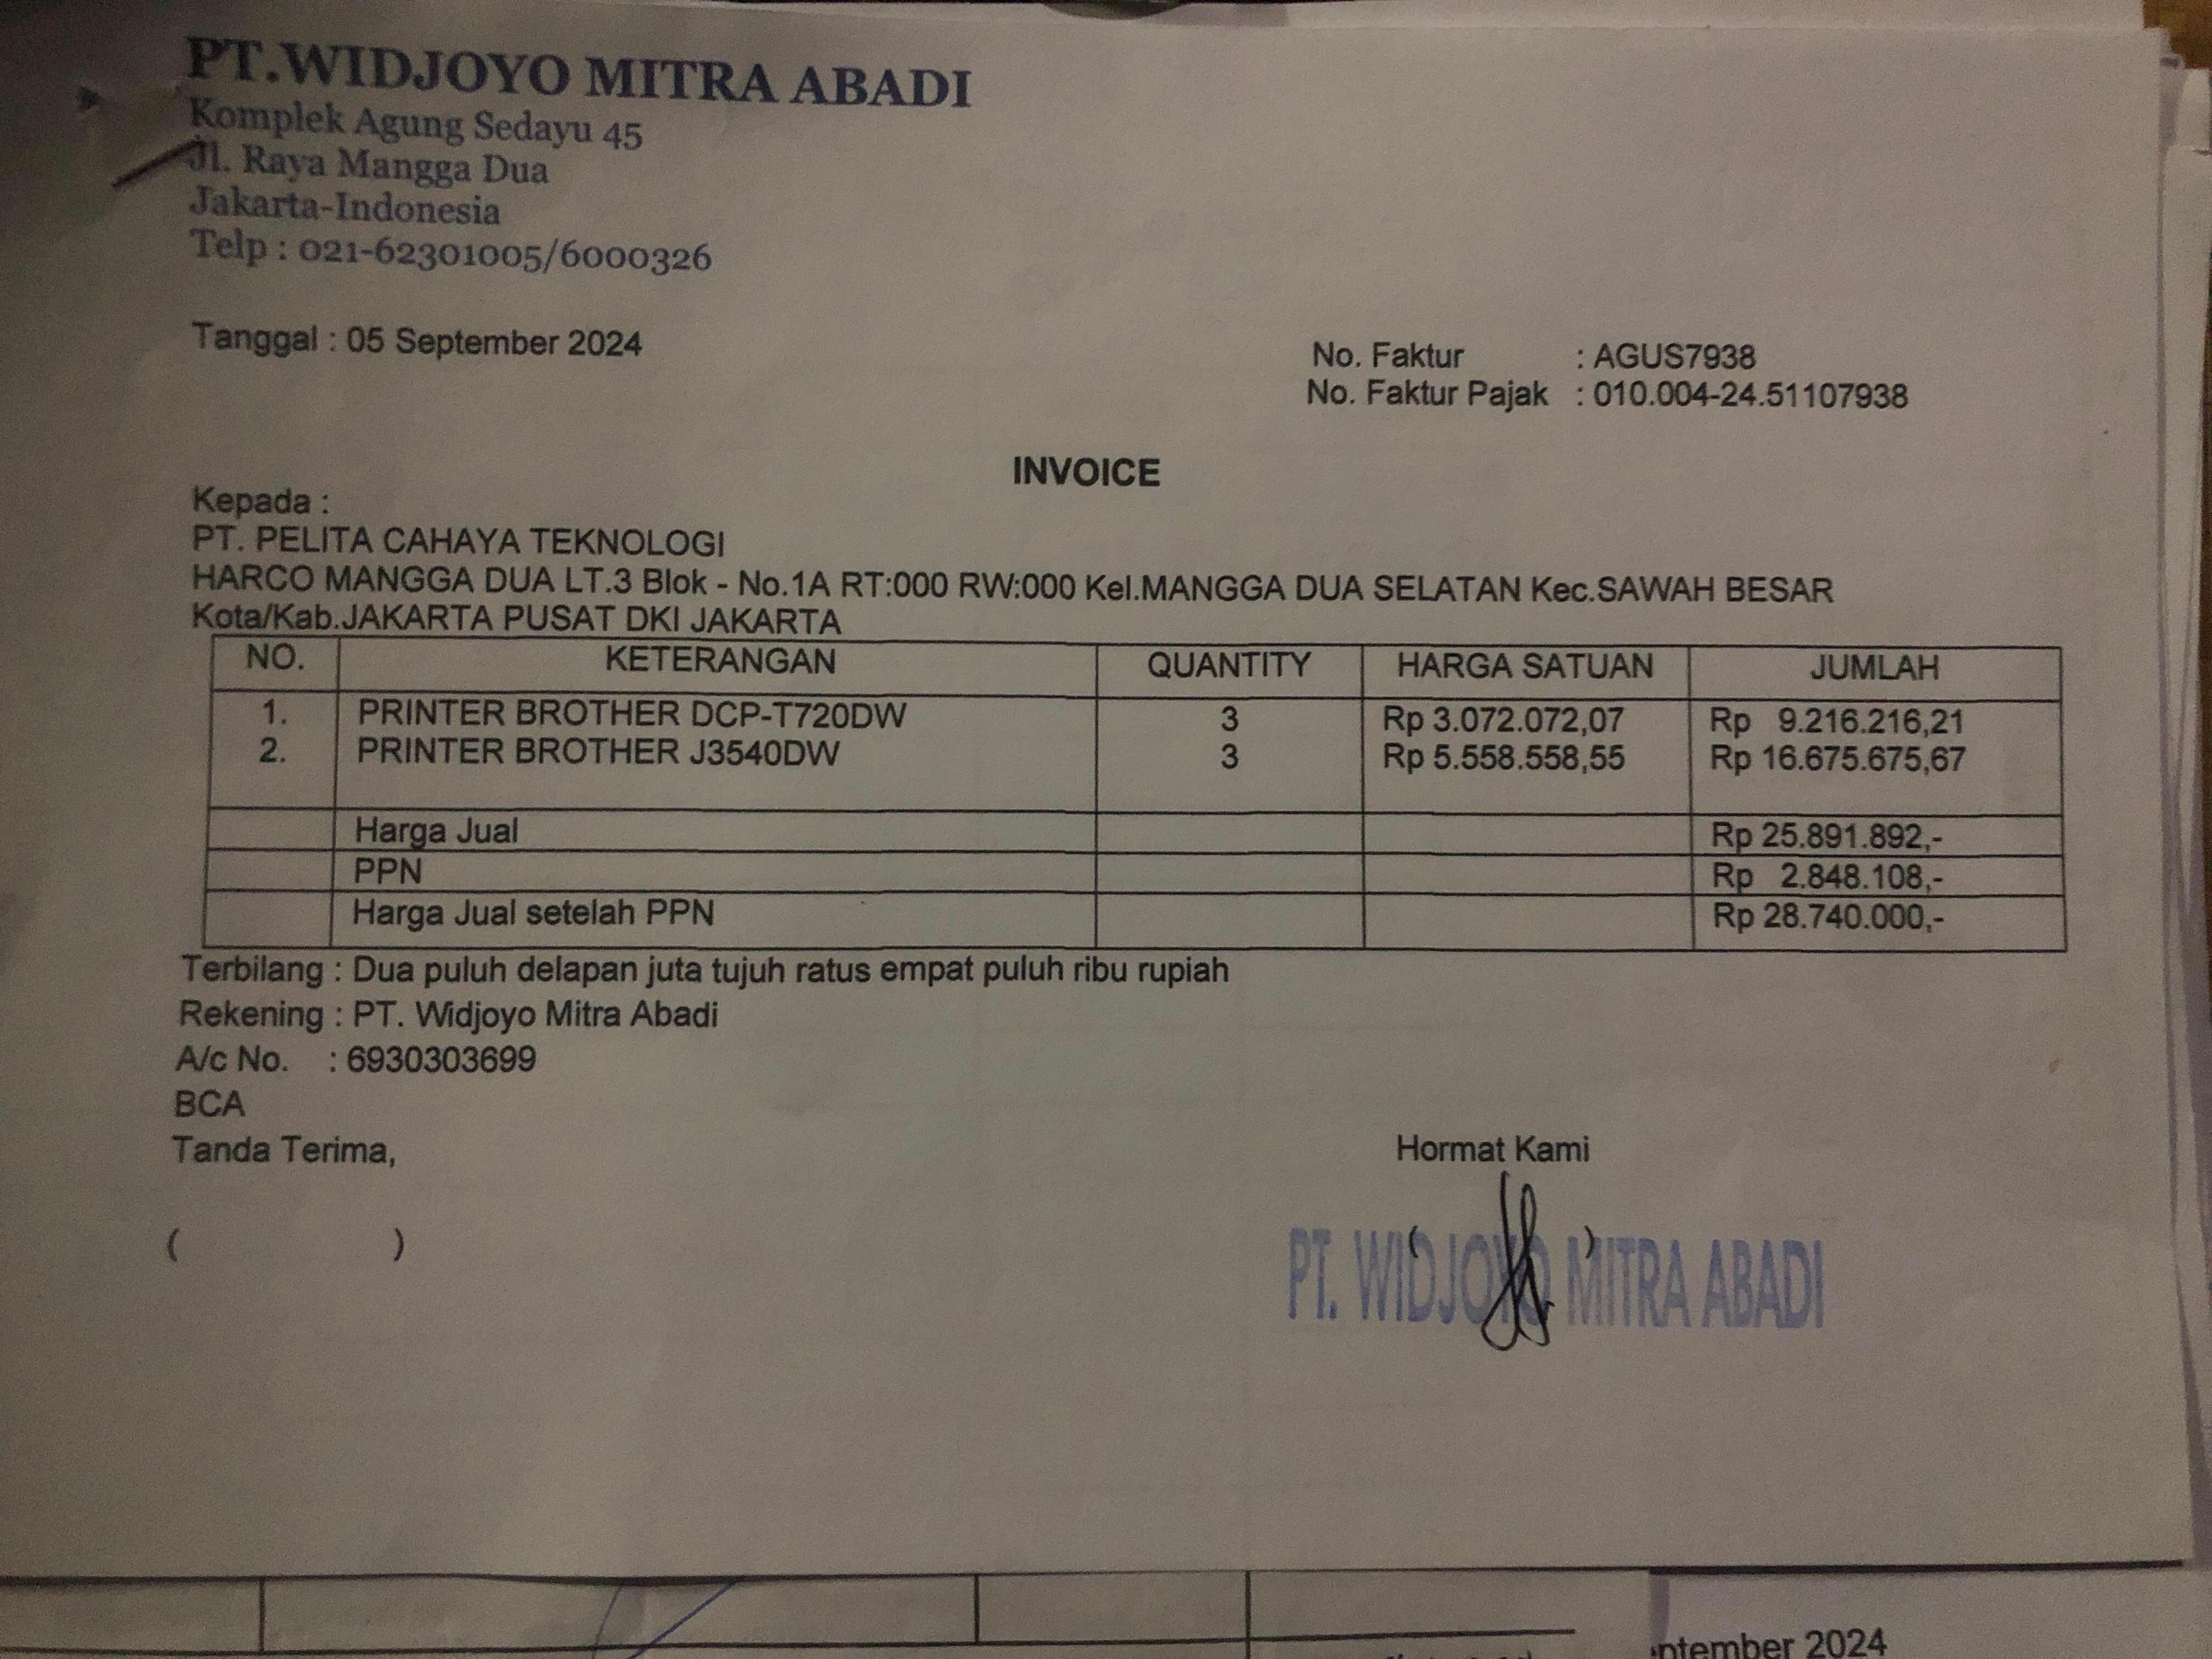 PT.WIDJOYO MITRA ABADI
Komplek Agung Sedayu 45
Jl. Raya Mangga Dua
Jakarta-Indonesia
Telp : 021-62301005/6000326
Tanggal : 05 September 2024
No. Faktur : AGUS7938
No. Faktur Pajak : 010.004-24.51107938
INVOICE
Kepada :
PT. PELITA CAHAYA TEKNOLOGI
HARCO MANGGA DUA LT.3 Blok - No.1A RT:000 RW:000 Kel.MANGGA DUA SELATAN Kec.SAWAH BESAR
Kota/Kab.JAKARTA PUSAT DKI JAKARTA
NO. KETERANGAN QUANTITY HARGA SATUAN JUMLAH
1. PRINTER BROTHER DCP-T720DW 3 Rp 3.072.072,07 Rp 9.216.216,21
2. PRINTER BROTHER J3540DW 3 Rp 5.558.558,55 Rp 16.675.675,67
Harga Jual Rp 25.891.892,-
PPN Rp 2.848.108,-
Harga Jual setelah PPN Rp 28.740.000,-
Terbilang : Dua puluh delapan juta tujuh ratus empat puluh ribu rupiah
Rekening : PT. Widjoyo Mitra Abadi
A/c No. : 6930303699
BCA
Tanda Terima, Hormat Kami
( ) ( )
PT. WIDJOYO MITRA ABADI
2024